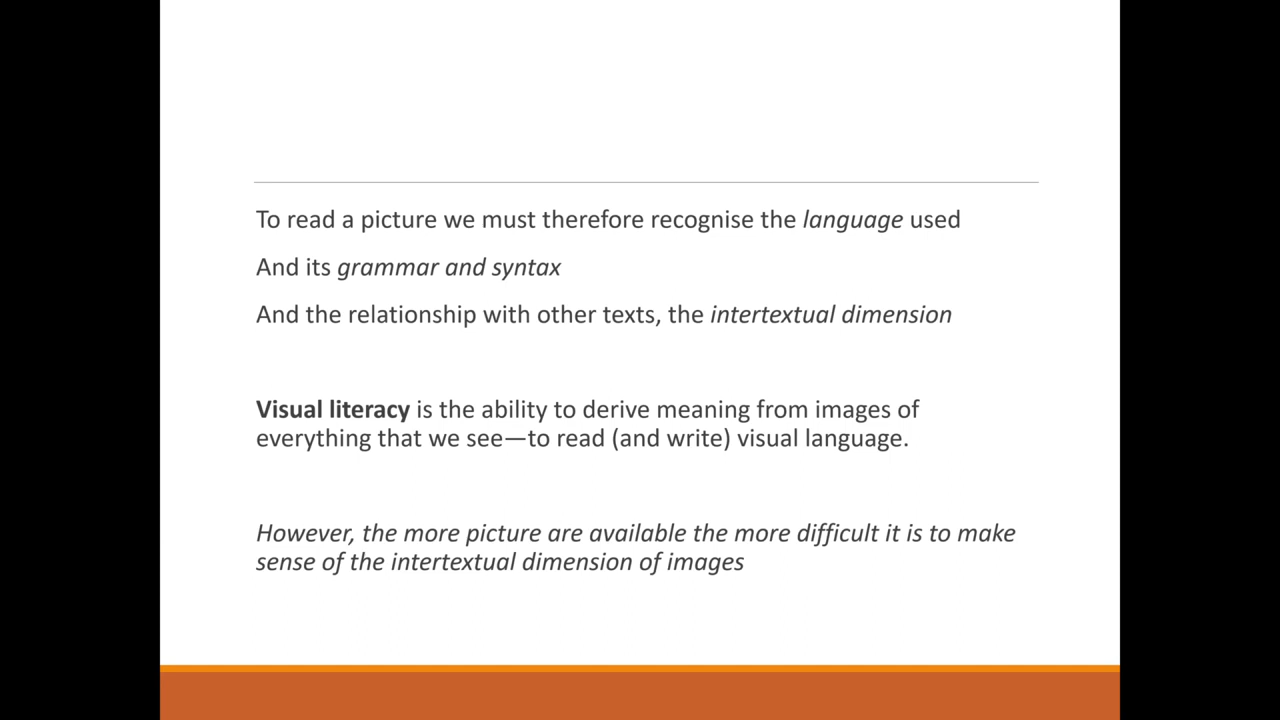 To read a picture we must therefore recognise the language used
And its grammar and syntax
And the relationship with other texts, the intertextual dimension
Visual literacy is the ability to derive meaning from images of
everything that we see—to read (and write) visual language.
However, the more picture are available the more difficult it is to make
sense of the intertextual dimension of images